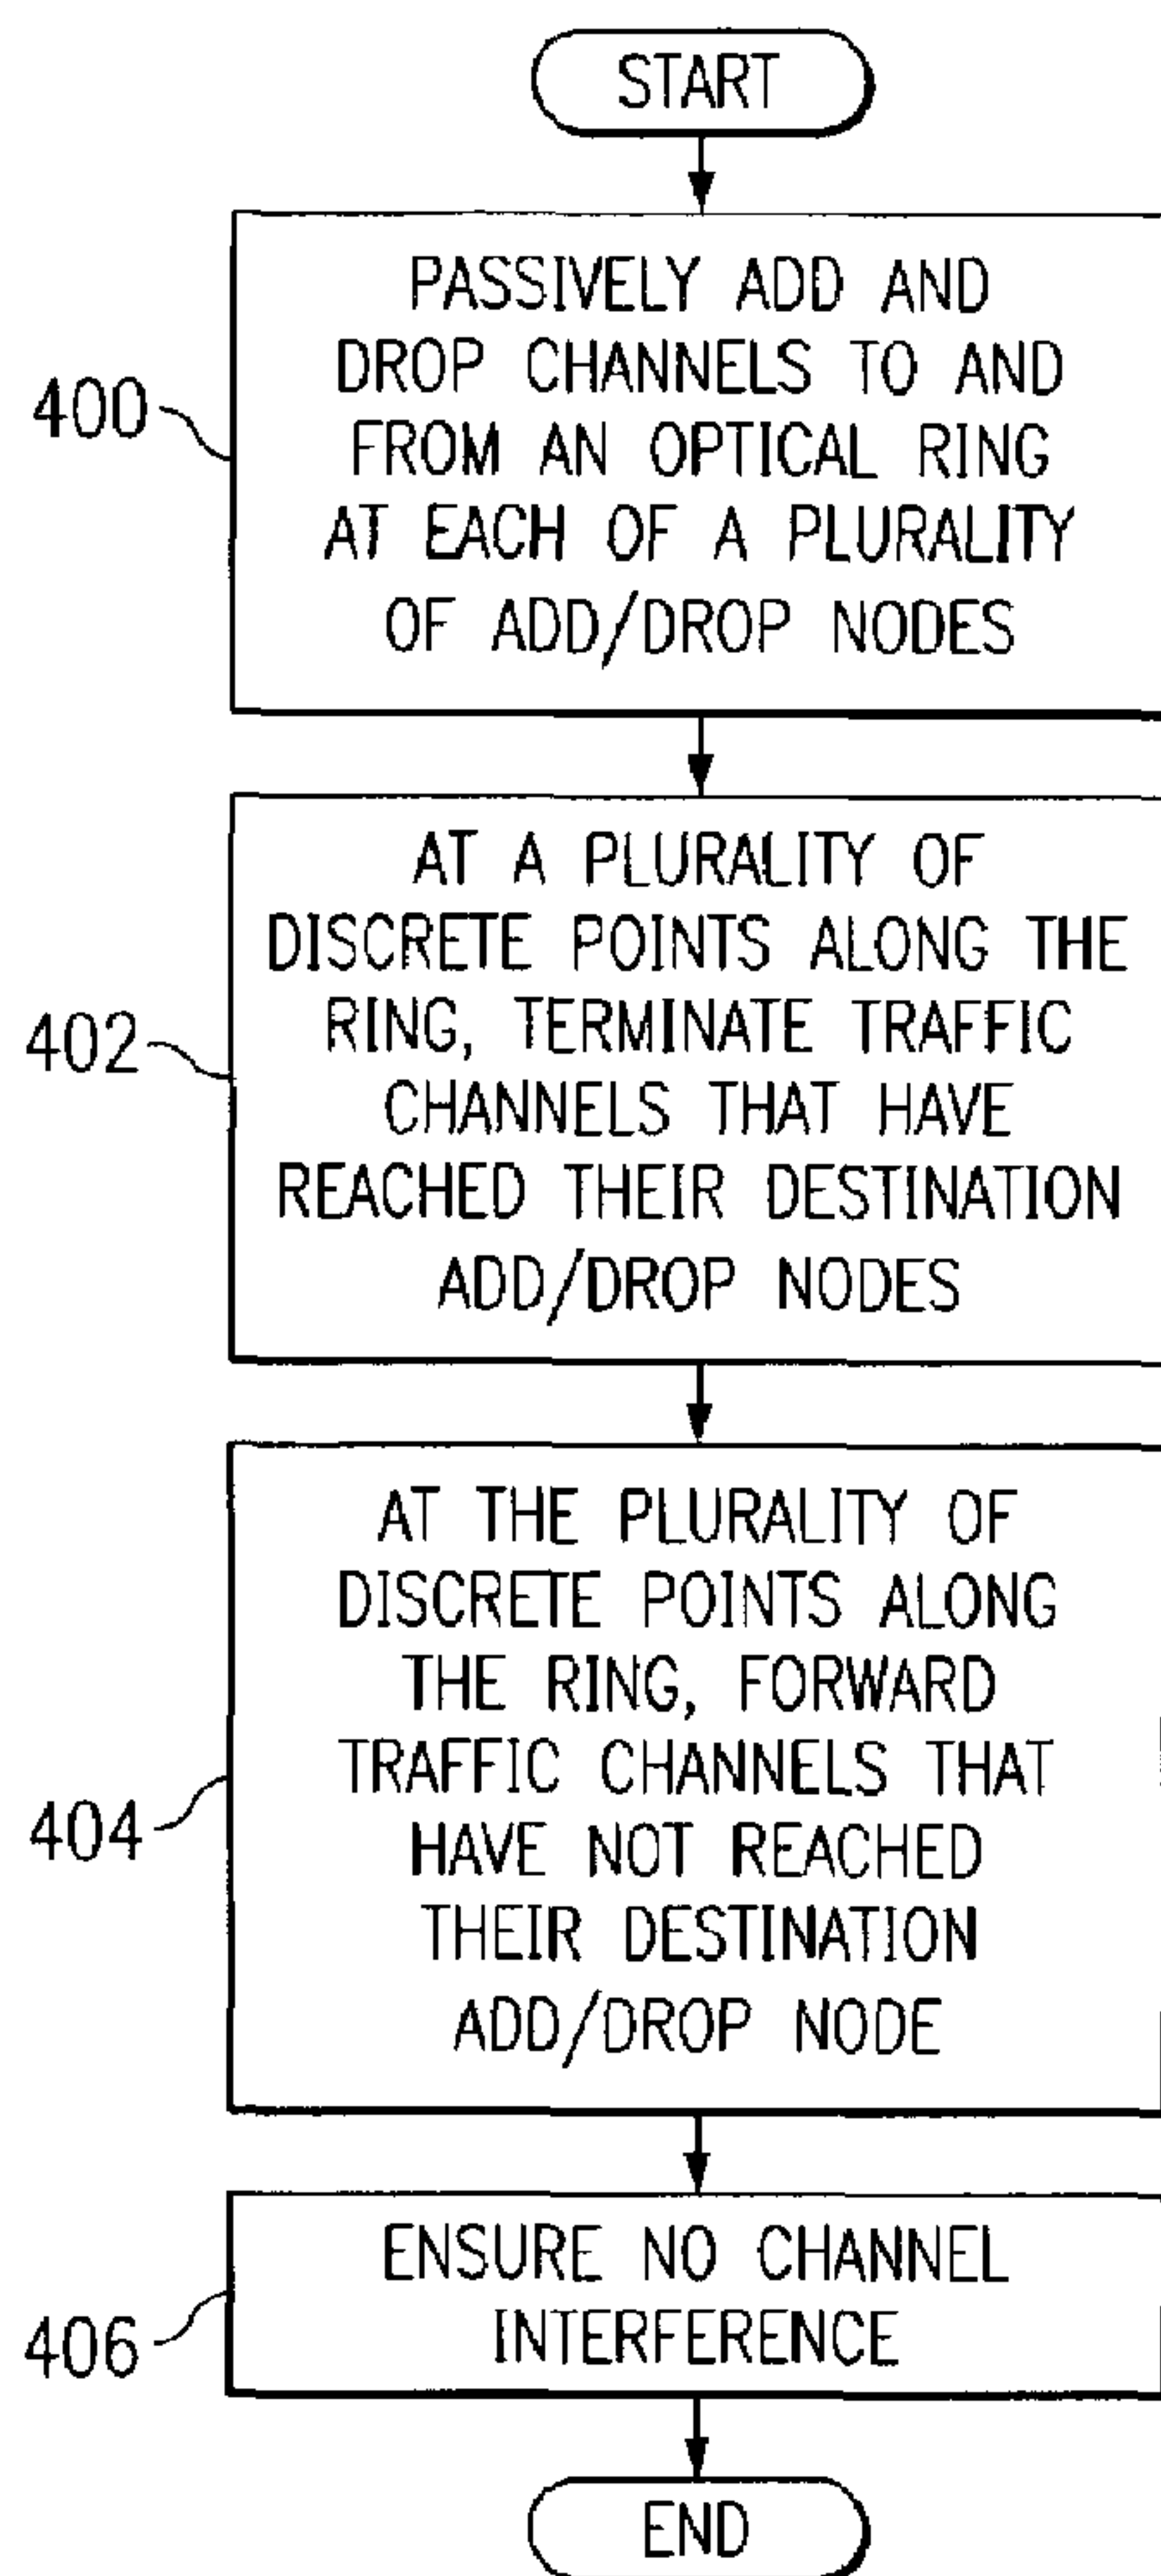 START
400
PASSIVELY ADD AND
DROP CHANNELS TO AND
FROM AN OPTICAL RING
AT EACH OF A PLURALITY
OF ADD/DROP NODES
402
AT A PLURALITY OF
DISCRETE POINTS ALONG THE
RING, TERMINATE TRAFFIC
CHANNELS THAT HAVE
REACHED THEIR DESTINATION
ADD/DROP NODES
404
AT THE PLURALITY OF
DISCRETE POINTS ALONG
THE RING, FORWARD
TRAFFIC CHANNELS THAT
HAVE NOT REACHED
THEIR DESTINATION
ADD/DROP NODE
406
ENSURE NO CHANNEL
INTERFERENCE
END